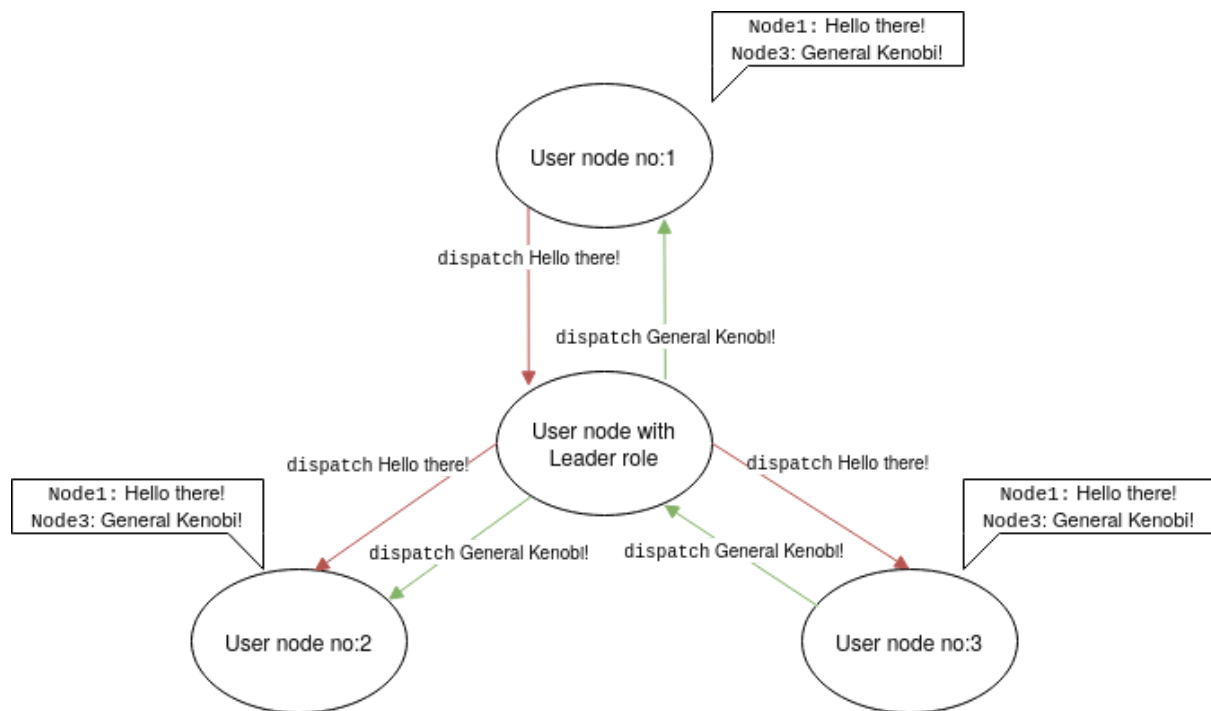 Node1: Hello there!
Node3: General Kenobi!
User node no:1
dispatch Hello there!
dispatch General Kenobi!
User node with
Leader role
dispatch Hello there!
dispatch Hello there!
Node1: Hello there!
Node3: General Kenobi!
Node1: Hello there!
Node3: General Kenobi!
dispatch General Kenobi!
dispatch General Kenobi!
User node no:2
User node no:3